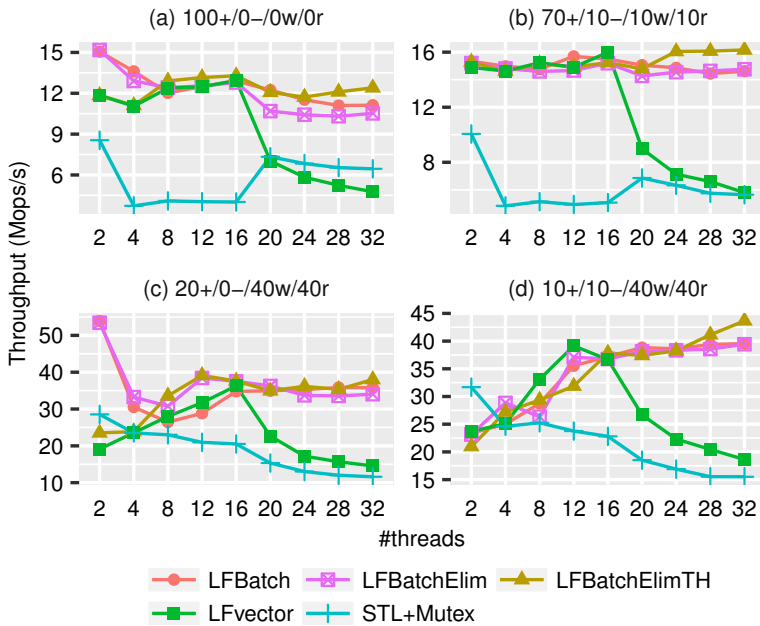 (a) 100+/0−/0w/0r
(b) 70+/10−/10w/10r
15
12
9
6
16
12
8
2 4 8 12 16 20 24 28 32
2 4 8 12 16 20 24 28 32
Throughput (Mops/s)
(c) 20+/0−/40w/40r
(d) 10+/10−/40w/40r
50
40
30
20
10
45
40
35
30
25
20
15
2 4 8 12 16 20 24 28 32
2 4 8 12 16 20 24 28 32
#threads
LFBatch LFBatchElim LFBatchElimTH
LFvector STL+Mutex